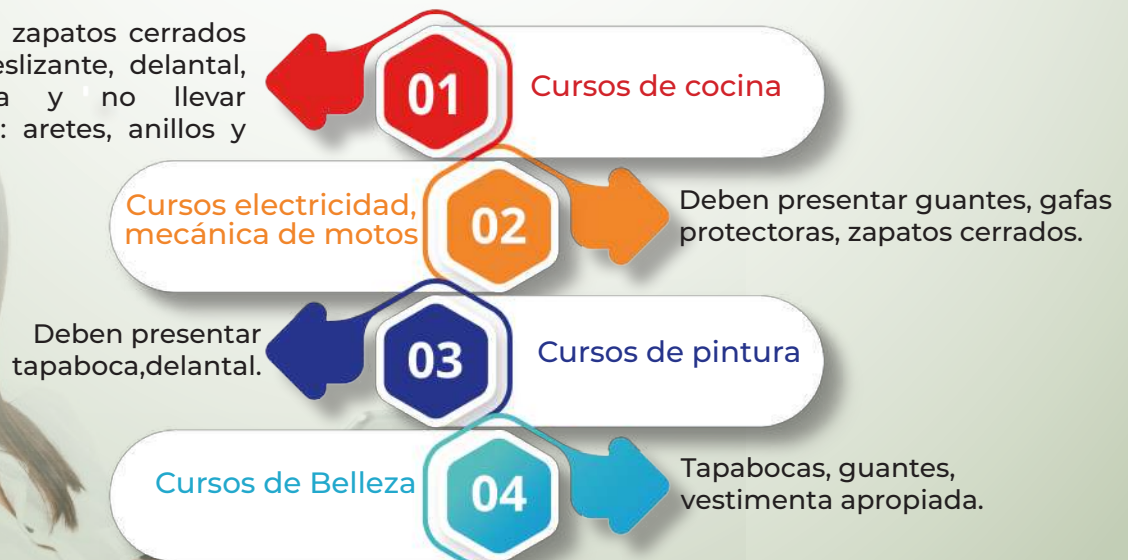 zapatos cerrados
eslizante, delantal,
a y no llevar
: aretes, anillos y
01
Cursos de cocina
Cursos electricidad,
mecánica de motos
02
Deben presentar guantes, gafas
protectoras, zapatos cerrados.
Deben presentar
tapaboca,delantal.
03
Cursos de pintura
Cursos de Belleza
04
Tapabocas, guantes,
vestimenta apropiada.